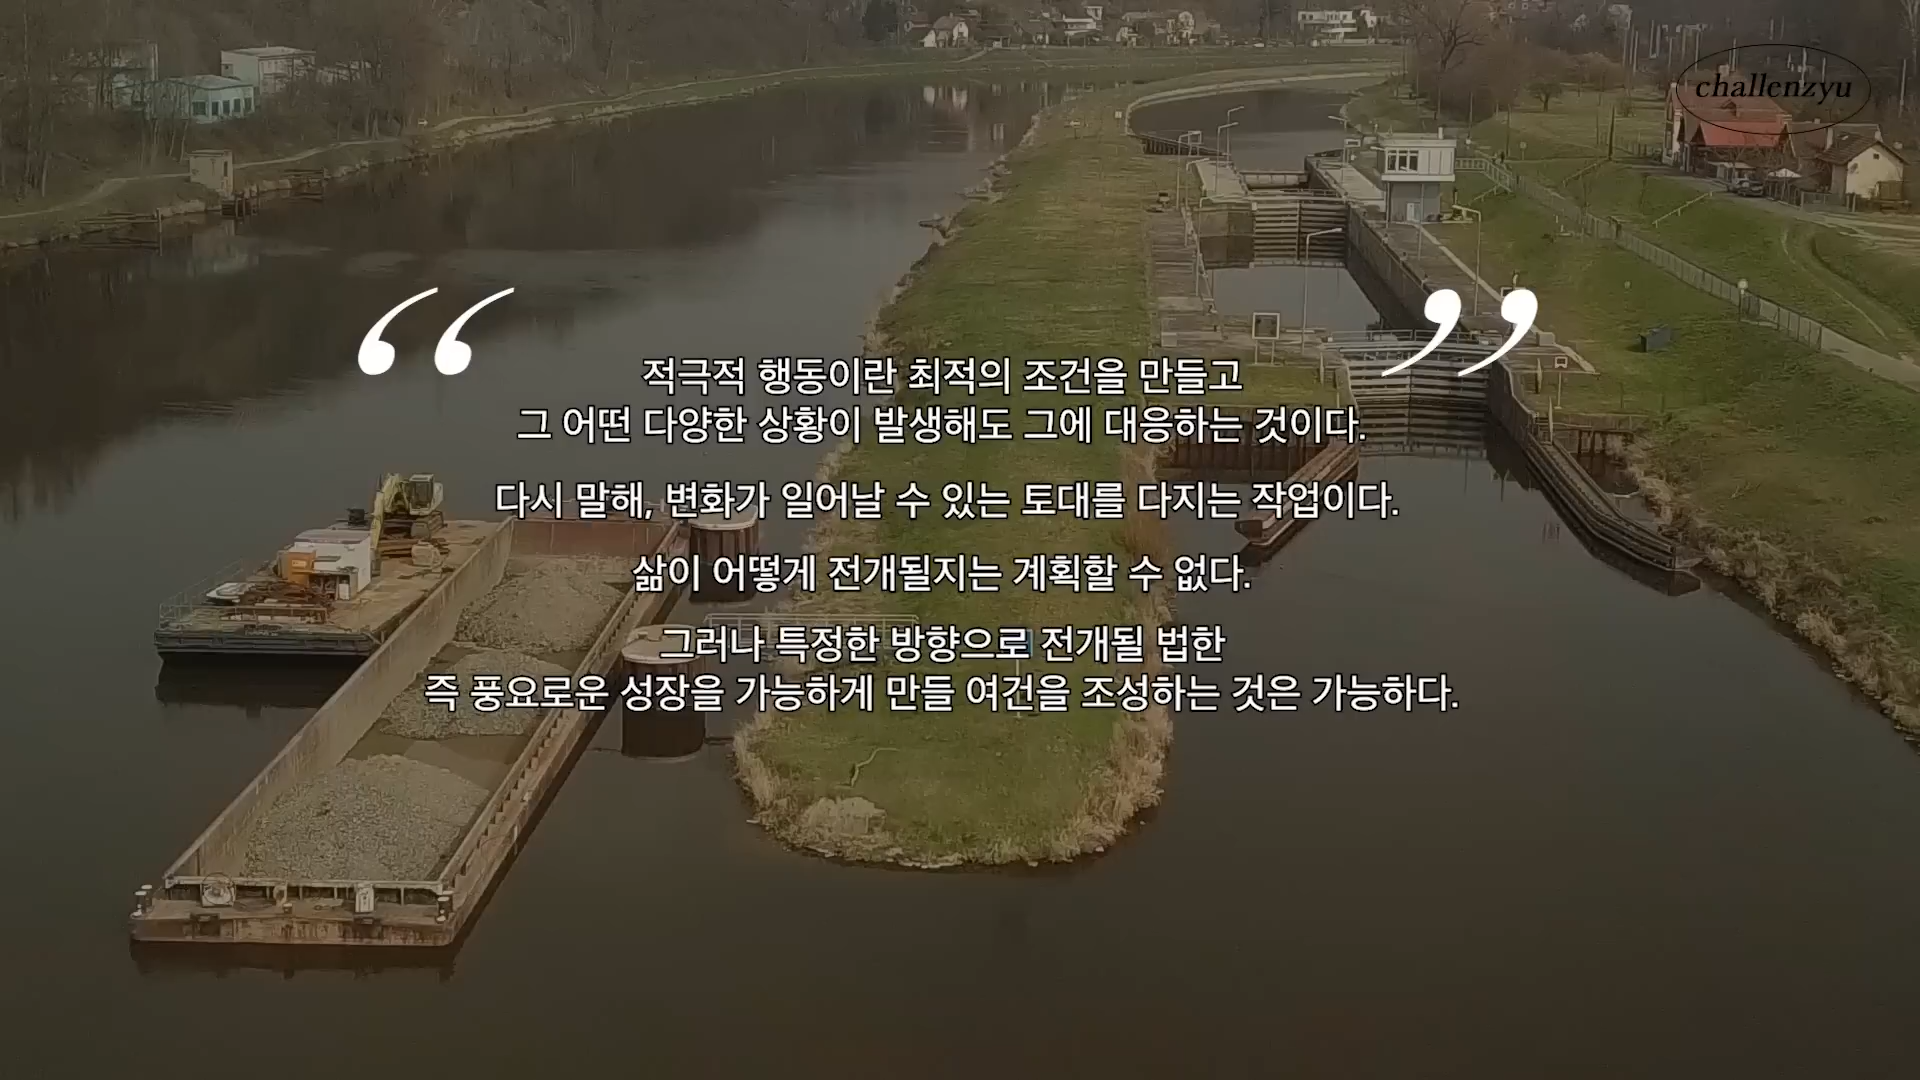 challenzyu
“ ”
적극적 행동이란 최적의 조건을 만들고
그 어떤 다양한 상황이 발생해도 그에 대응하는 것이다.
다시 말해, 변화가 일어날 수 있는 토대를 다지는 작업이다.
삶이 어떻게 전개될지는 계획할 수 없다.
그러나 특정한 방향으로 전개될 법한
즉 풍요로운 성장을 가능하게 만들 여건을 조성하는 것은 가능하다.